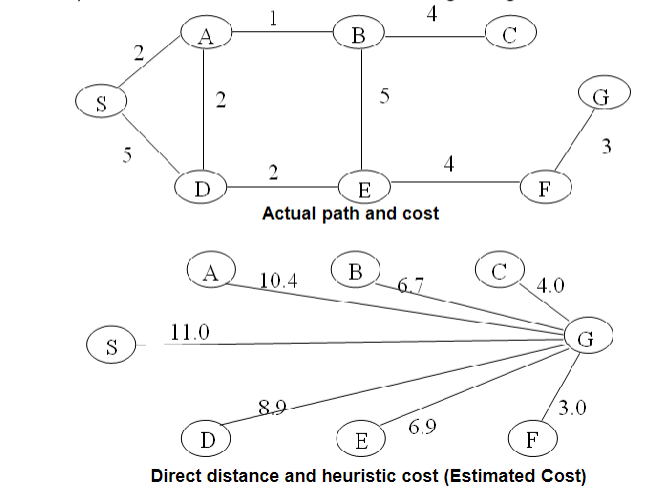 1
4
A
B
C
2
S
2
5
G
5
3
2
4
D
E
F
Actual path and cost
A
10.4
B
6.7
C
4.0
11.0
S
G
8.9
3.0
D
E
6.9
F
Direct distance and heuristic cost (Estimated Cost)